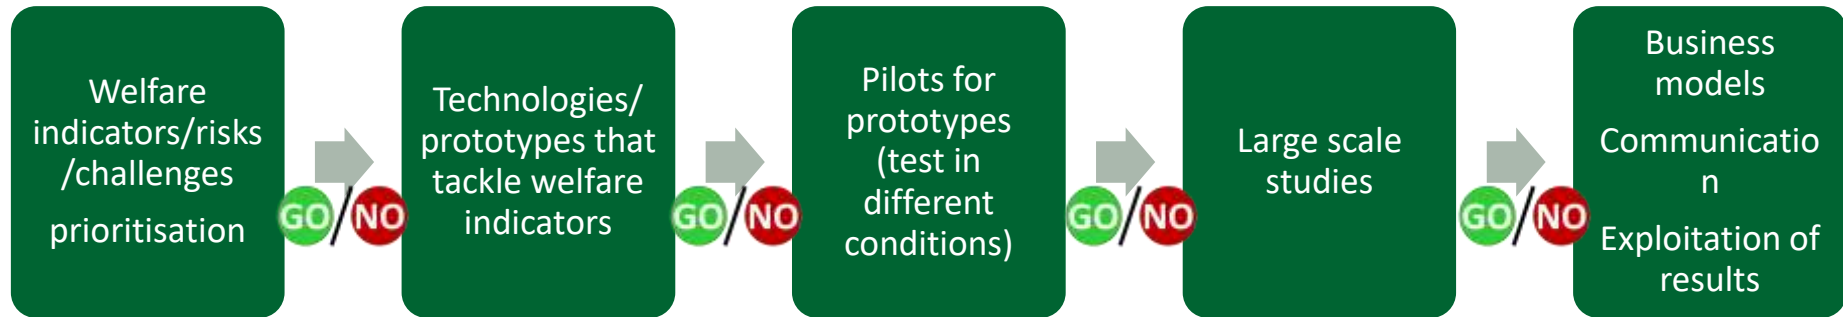 Welfare
indicators/risks
/challenges
prioritisation
GO/NO
Technologies/
prototypes that
tackle welfare
indicators
GO/NO
Pilots for
prototypes
(test in
different
conditions)
GO/NO
Large scale
studies
GO/NO
Business
models
Communicatio
n
Exploitation of
results